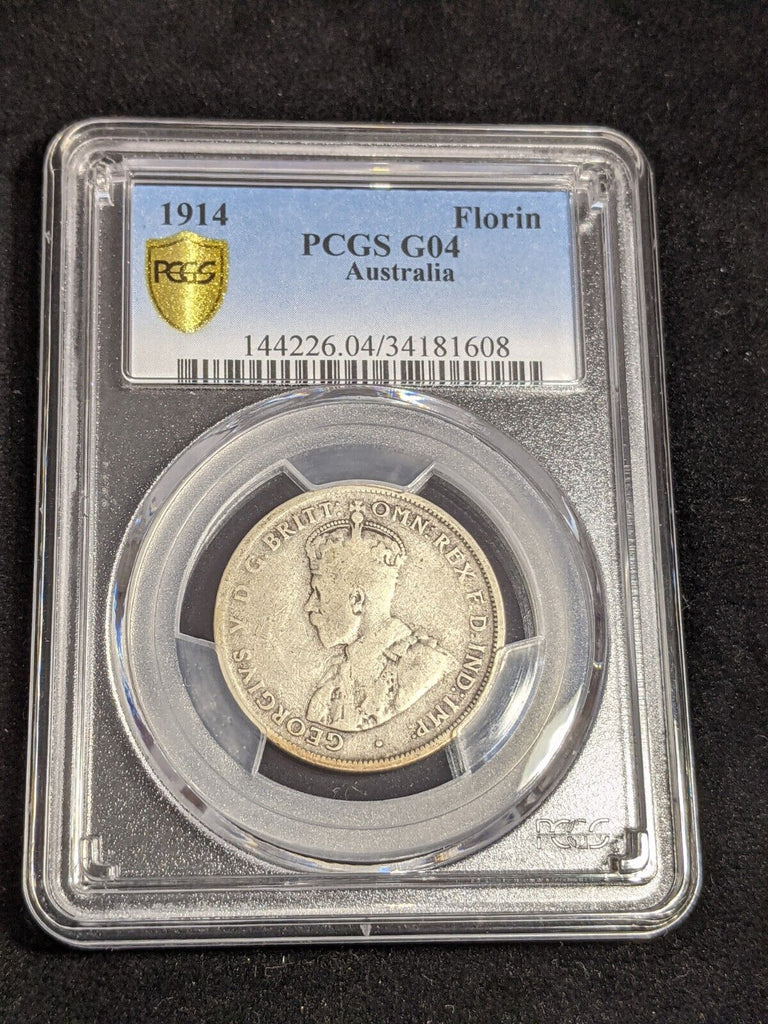 1914 Florin
PCGS G04
Australia
PCGS
144226.04/34181608
GEORGIVS V D. G. BRITT: OMN: REX F. D. IND: IMP.
PCGS